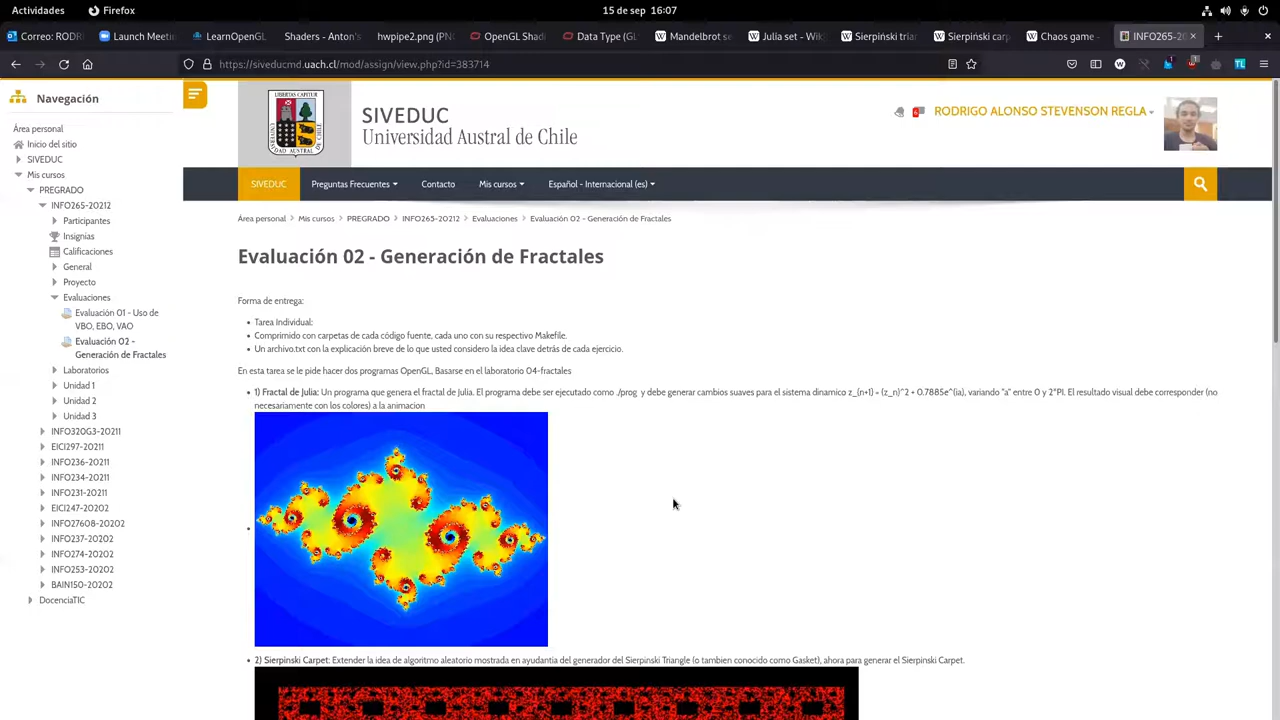 Actividades
Firefox
15 de sep 16:07
Correo: RODRI
Launch Meeti
LearnOpenGL
Shaders - Anton's
hwpipe2.png (PN
OpenGL Shadi
Data Type (GL
Mandelbrot se
Julia set - Wiki
Sierpiński trian
Sierpiński carp
Chaos game -
INFO265-20
https://siveducmd.uach.cl/mod/assign/view.php?id=383714
Navegación
Área personal
Inicio del sitio
SIVEDUC
Mis cursos
PREGRADO
INFO265-20212
Participantes
Insignias
Calificaciones
General
Proyecto
Evaluaciones
Evaluación 01 - Uso de
VBO, EBO, VAO
Evaluación 02 -
Generación de Fractales
Laboratorios
Unidad 1
Unidad 2
Unidad 3
INFO320G3-20211
EICI297-20211
INFO236-20211
INFO234-20211
INFO231-20211
EICI247-20202
INFO27608-20202
INFO237-20202
INFO274-20202
INFO253-20202
BAIN150-20202
DocenciaTIC
SIVEDUC
Universidad Austral de Chile
RODRIGO ALONSO STEVENSON REGLA
SIVEDUC
Preguntas Frecuentes
Contacto
Mis cursos
Español - Internacional (es)
Área personal > Mis cursos > PREGRADO > INFO265-20212 > Evaluaciones > Evaluación 02 - Generación de Fractales
Evaluación 02 - Generación de Fractales
Forma de entrega:
Tarea Individual:
Comprimido con carpetas de cada código fuente, cada uno con su respectivo Makefile.
Un archivo.txt con la explicación breve de lo que usted considero la idea clave detrás de cada ejercicio.
En esta tarea se le pide hacer dos programas OpenGL, Basarse en el laboratorio 04-fractales
1) Fractal de Julia: Un programa que genera el fractal de Julia. El programa debe ser ejecutado como ./prog y debe generar cambios suaves para el sistema dinamico z_(n+1) = (z_n)^2 + 0.7885e^(ia), variando "a" entre 0 y 2*PI. El resultado visual debe corresponder (no
necesariamente con los colores) a la animacion
2) Sierpinski Carpet: Extender la idea de algoritmo aleatorio mostrada en ayudantia del generador del Sierpinski Triangle (o tambien conocido como Gasket), ahora para generar el Sierpinski Carpet.